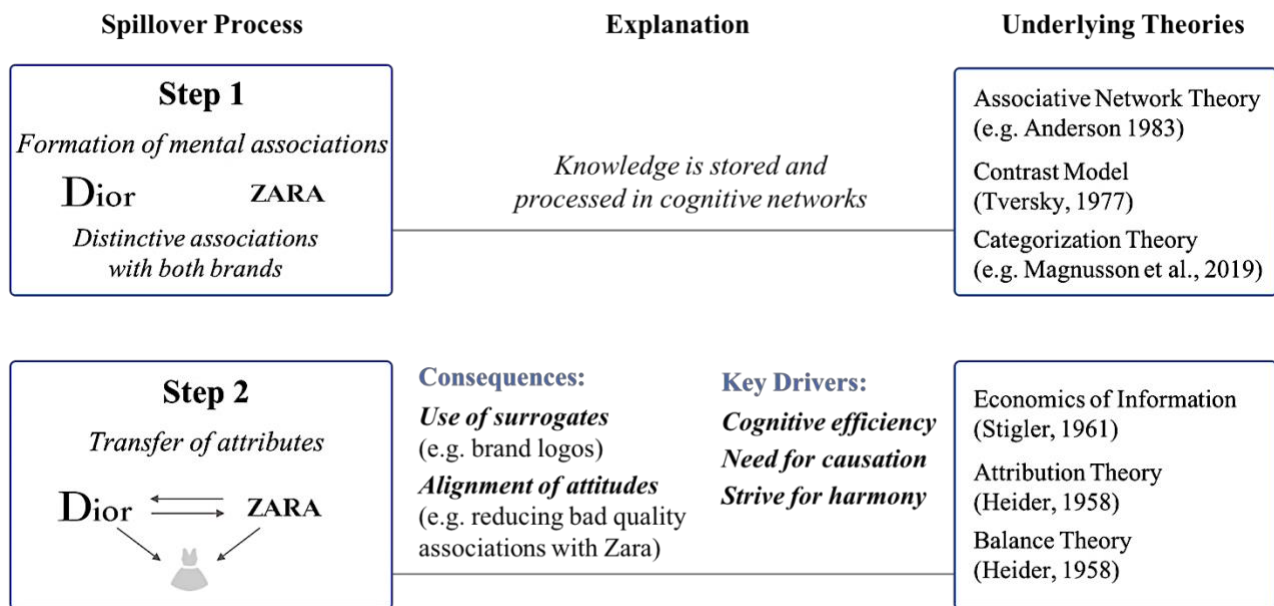 Spillover Process
Explanation
Underlying Theories
Step 1
Formation of mental associations
Dior
ZARA
Distinctive associations
with both brands
Knowledge is stored and
processed in cognitive networks
Associative Network Theory
(e.g. Anderson 1983)
Contrast Model
(Tversky, 1977)
Categorization Theory
(e.g. Magnusson et al., 2019)
Step 2
Transfer of attributes
Dior
ZARA
Consequences:
Use of surrogates
(e.g. brand logos)
Alignment of attitudes
(e.g. reducing bad quality
associations with Zara)
Key Drivers:
Cognitive efficiency
Need for causation
Strive for harmony
Economics of Information
(Stigler, 1961)
Attribution Theory
(Heider, 1958)
Balance Theory
(Heider, 1958)